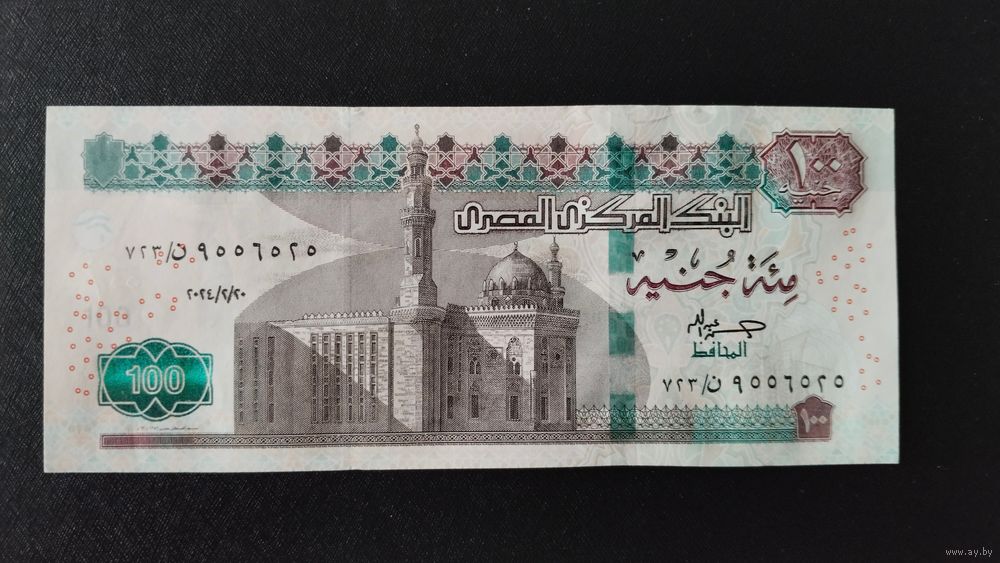 ١٠٠
جنيه
البنك المركزى المصرى
٧٢٣/ن ٩٥٥٦٥٢٥
مئة جنيه
٢٠٢٤/٢/٢٠
المحافظ
100
٧٢٣/ن ٩٥٥٦٥٢٥
١٠٠
www.ay.by